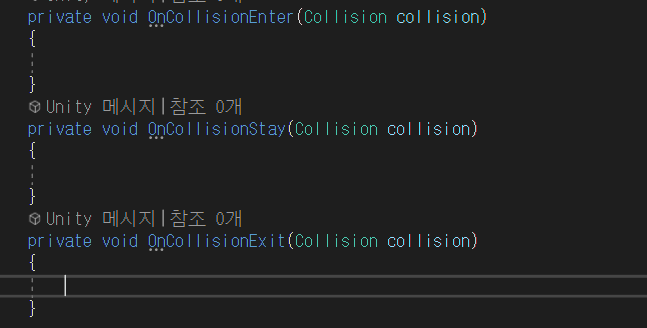 private void OnCollisionEnter(Collision collision)
{
}
Unity 메시지|참조 0개
private void OnCollisionStay(Collision collision)
{
}
Unity 메시지|참조 0개
private void OnCollisionExit(Collision collision)
{
}